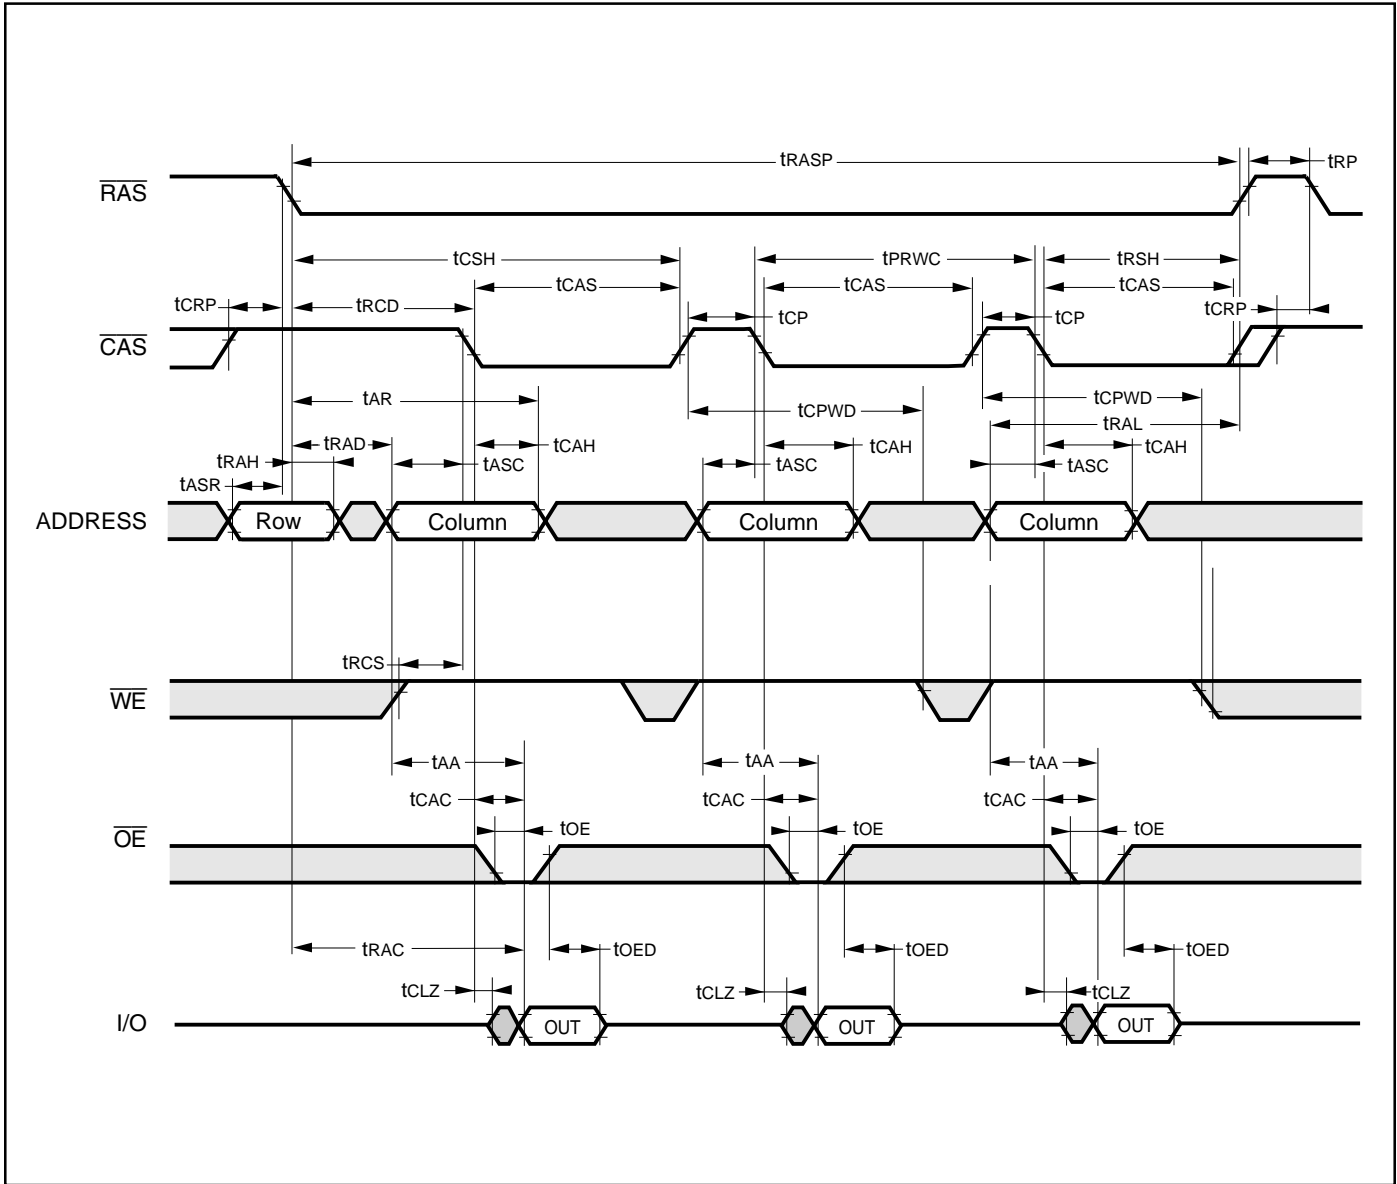 tRASP
tRP
RAS
tCSH
tPRWC
tRSH
tCAS
tCAS
tCAS
tCRP
tRCD
tCP
tCP
tCRP
CAS
tAR
tCPWD
tCPWD
tRAL
tRAD
tCAH
tCAH
tCAH
tRAH
tASC
tASC
tASC
tASR
ADDRESS
Row
Column
Column
Column
tRCS
WE
tAA
tAA
tAA
tCAC
tCAC
tCAC
tOE
tOE
tOE
OE
tRAC
tOED
tOED
tOED
tCLZ
tCLZ
tCLZ
I/O
OUT
OUT
OUT